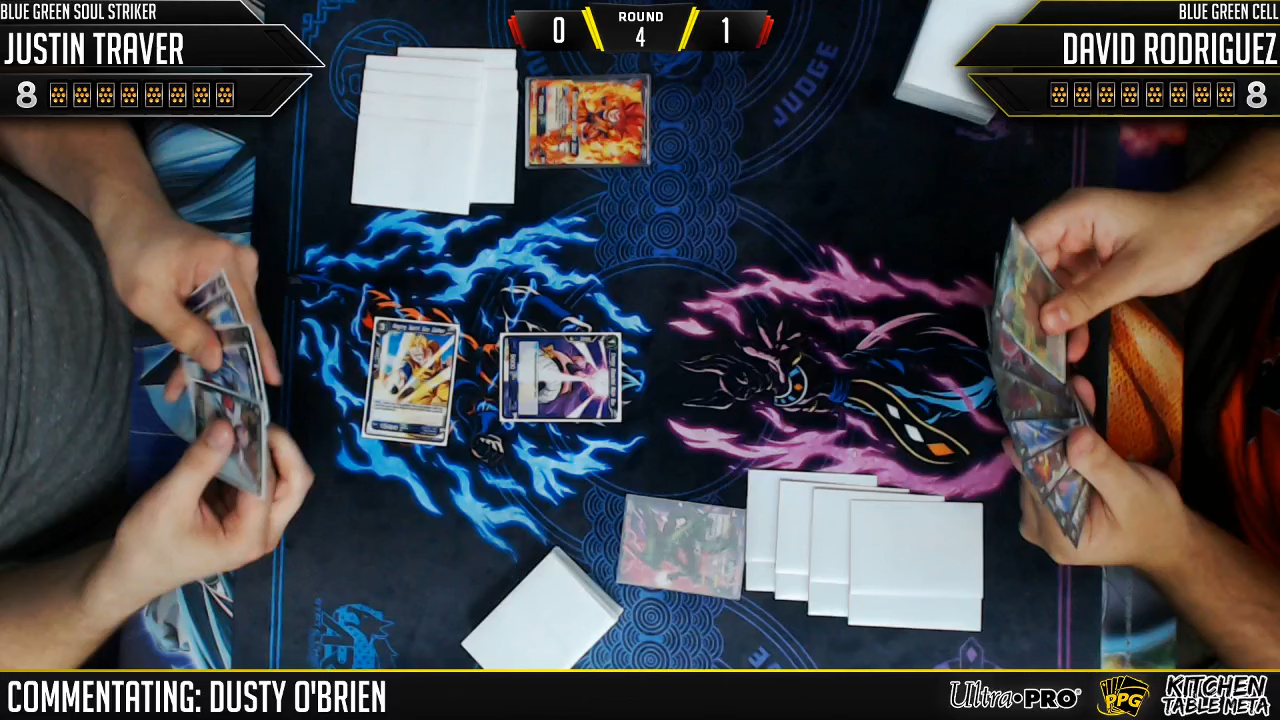 BLUE GREEN SOUL STRIKER
JUSTIN TRAVER
8
0
ROUND
4
1
BLUE GREEN CELL
DAVID RODRIGUEZ
8
JUDGE
COMMENTATING: DUSTY O'BRIEN
Ultra•PRO
PPG
KITCHEN
TABLE META